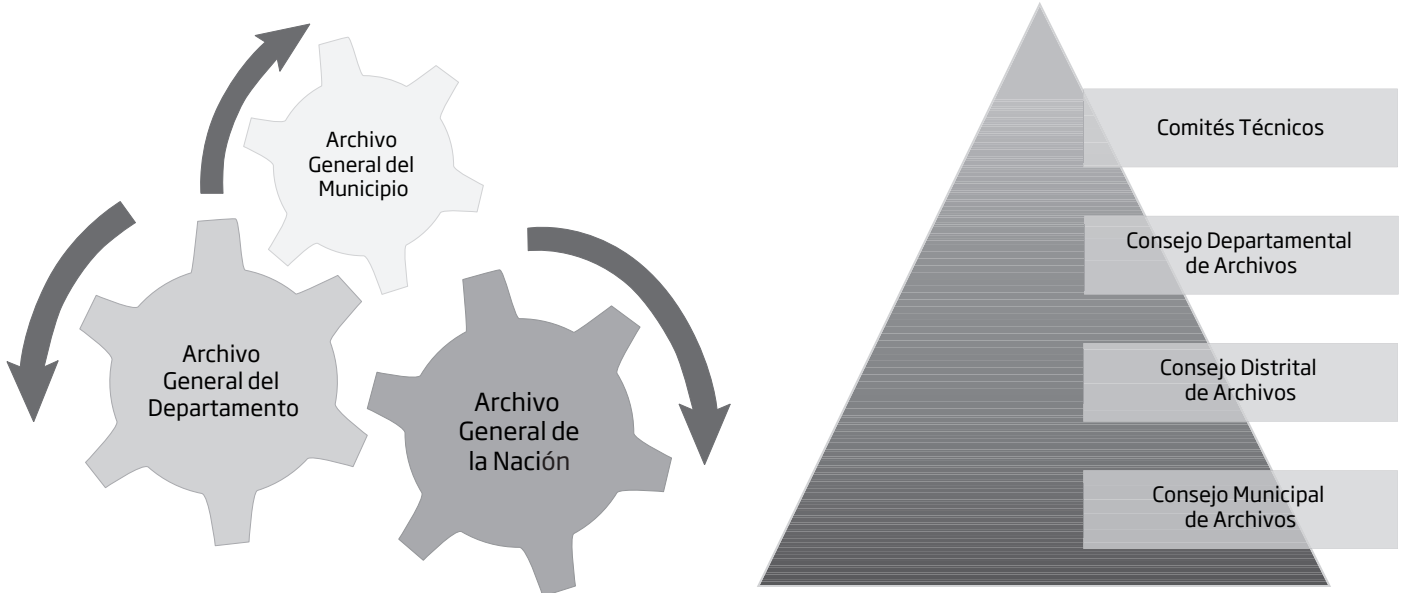 Archivo
General del
Municipio
Archivo
General del
Departamento
Archivo
General de
la Nación
Comités Técnicos
Consejo Departamental
de Archivos
Consejo Distrital
de Archivos
Consejo Municipal
de Archivos